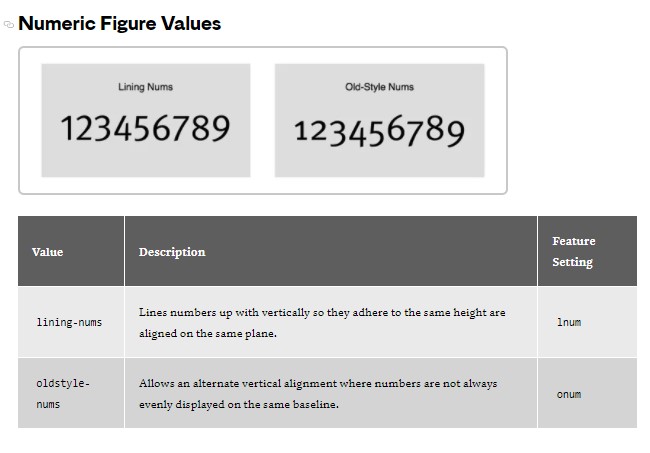 Numeric Figure Values
Lining Nums
123456789
Old-Style Nums
123456789
Value
Description
Feature
Setting
lining-nums
Lines numbers up with vertically so they adhere to the same height are
aligned on the same plane.
lnum
oldstyle-
nums
Allows an alternate vertical alignment where numbers are not always
evenly displayed on the same baseline.
onum